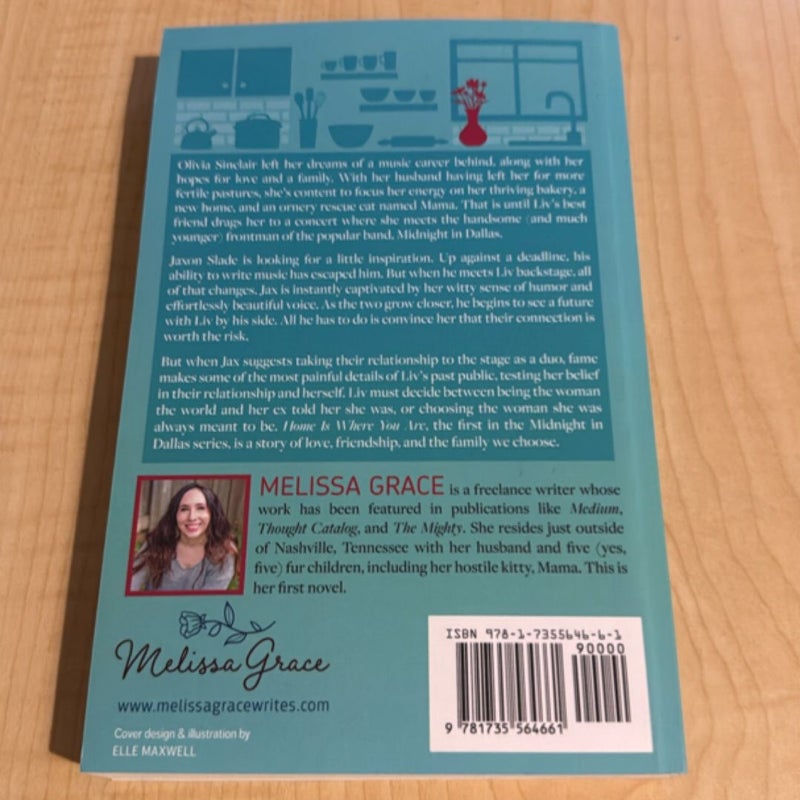 Olivia Sinclair left her dreams of a music career behind, along with her
hopes for love and a family. With her husband having left her for more
fertile pastures, she's content to focus her energy on her thriving bakery, a
new home, and an ornery rescue cat named Mama. That is until Liv's best
friend drags her to a concert where she meets the handsome (and much
younger) frontman of the popular band, Midnight in Dallas.
Jaxon Slade is looking for a little inspiration. Up against a deadline, his
ability to write music has escaped him. But when he meets Liv backstage, all
of that changes. Jax is instantly captivated by her witty sense of humor and
effortlessly beautiful voice. As the two grow closer, he begins to see a future
with Liv by his side. All he has to do is convince her that their connection is
worth the risk.
But when Jax suggests taking their relationship to the stage as a duo, fame
makes some of the most painful details of Liv's past public, testing her belief
in their relationship and herself. Liv must decide between being the woman
the world and her ex told her she was, or choosing the woman she was
always meant to be. Home Is Where You Are, the first in the Midnight in
Dallas series, is a story of love, friendship, and the family we choose.
MELISSA GRACE is a freelance writer whose
work has been featured in publications like Medium,
Thought Catalog, and The Mighty. She resides just outside
of Nashville, Tennessee with her husband and five (yes,
five) fur children, including her hostile kitty, Mama. This is
her first novel.
Melissa Grace
www.melissagracewrites.com
Cover design & illustration by
ELLE MAXWELL
ISBN 978-1-7355646-6-1
90000
9 781735 564661